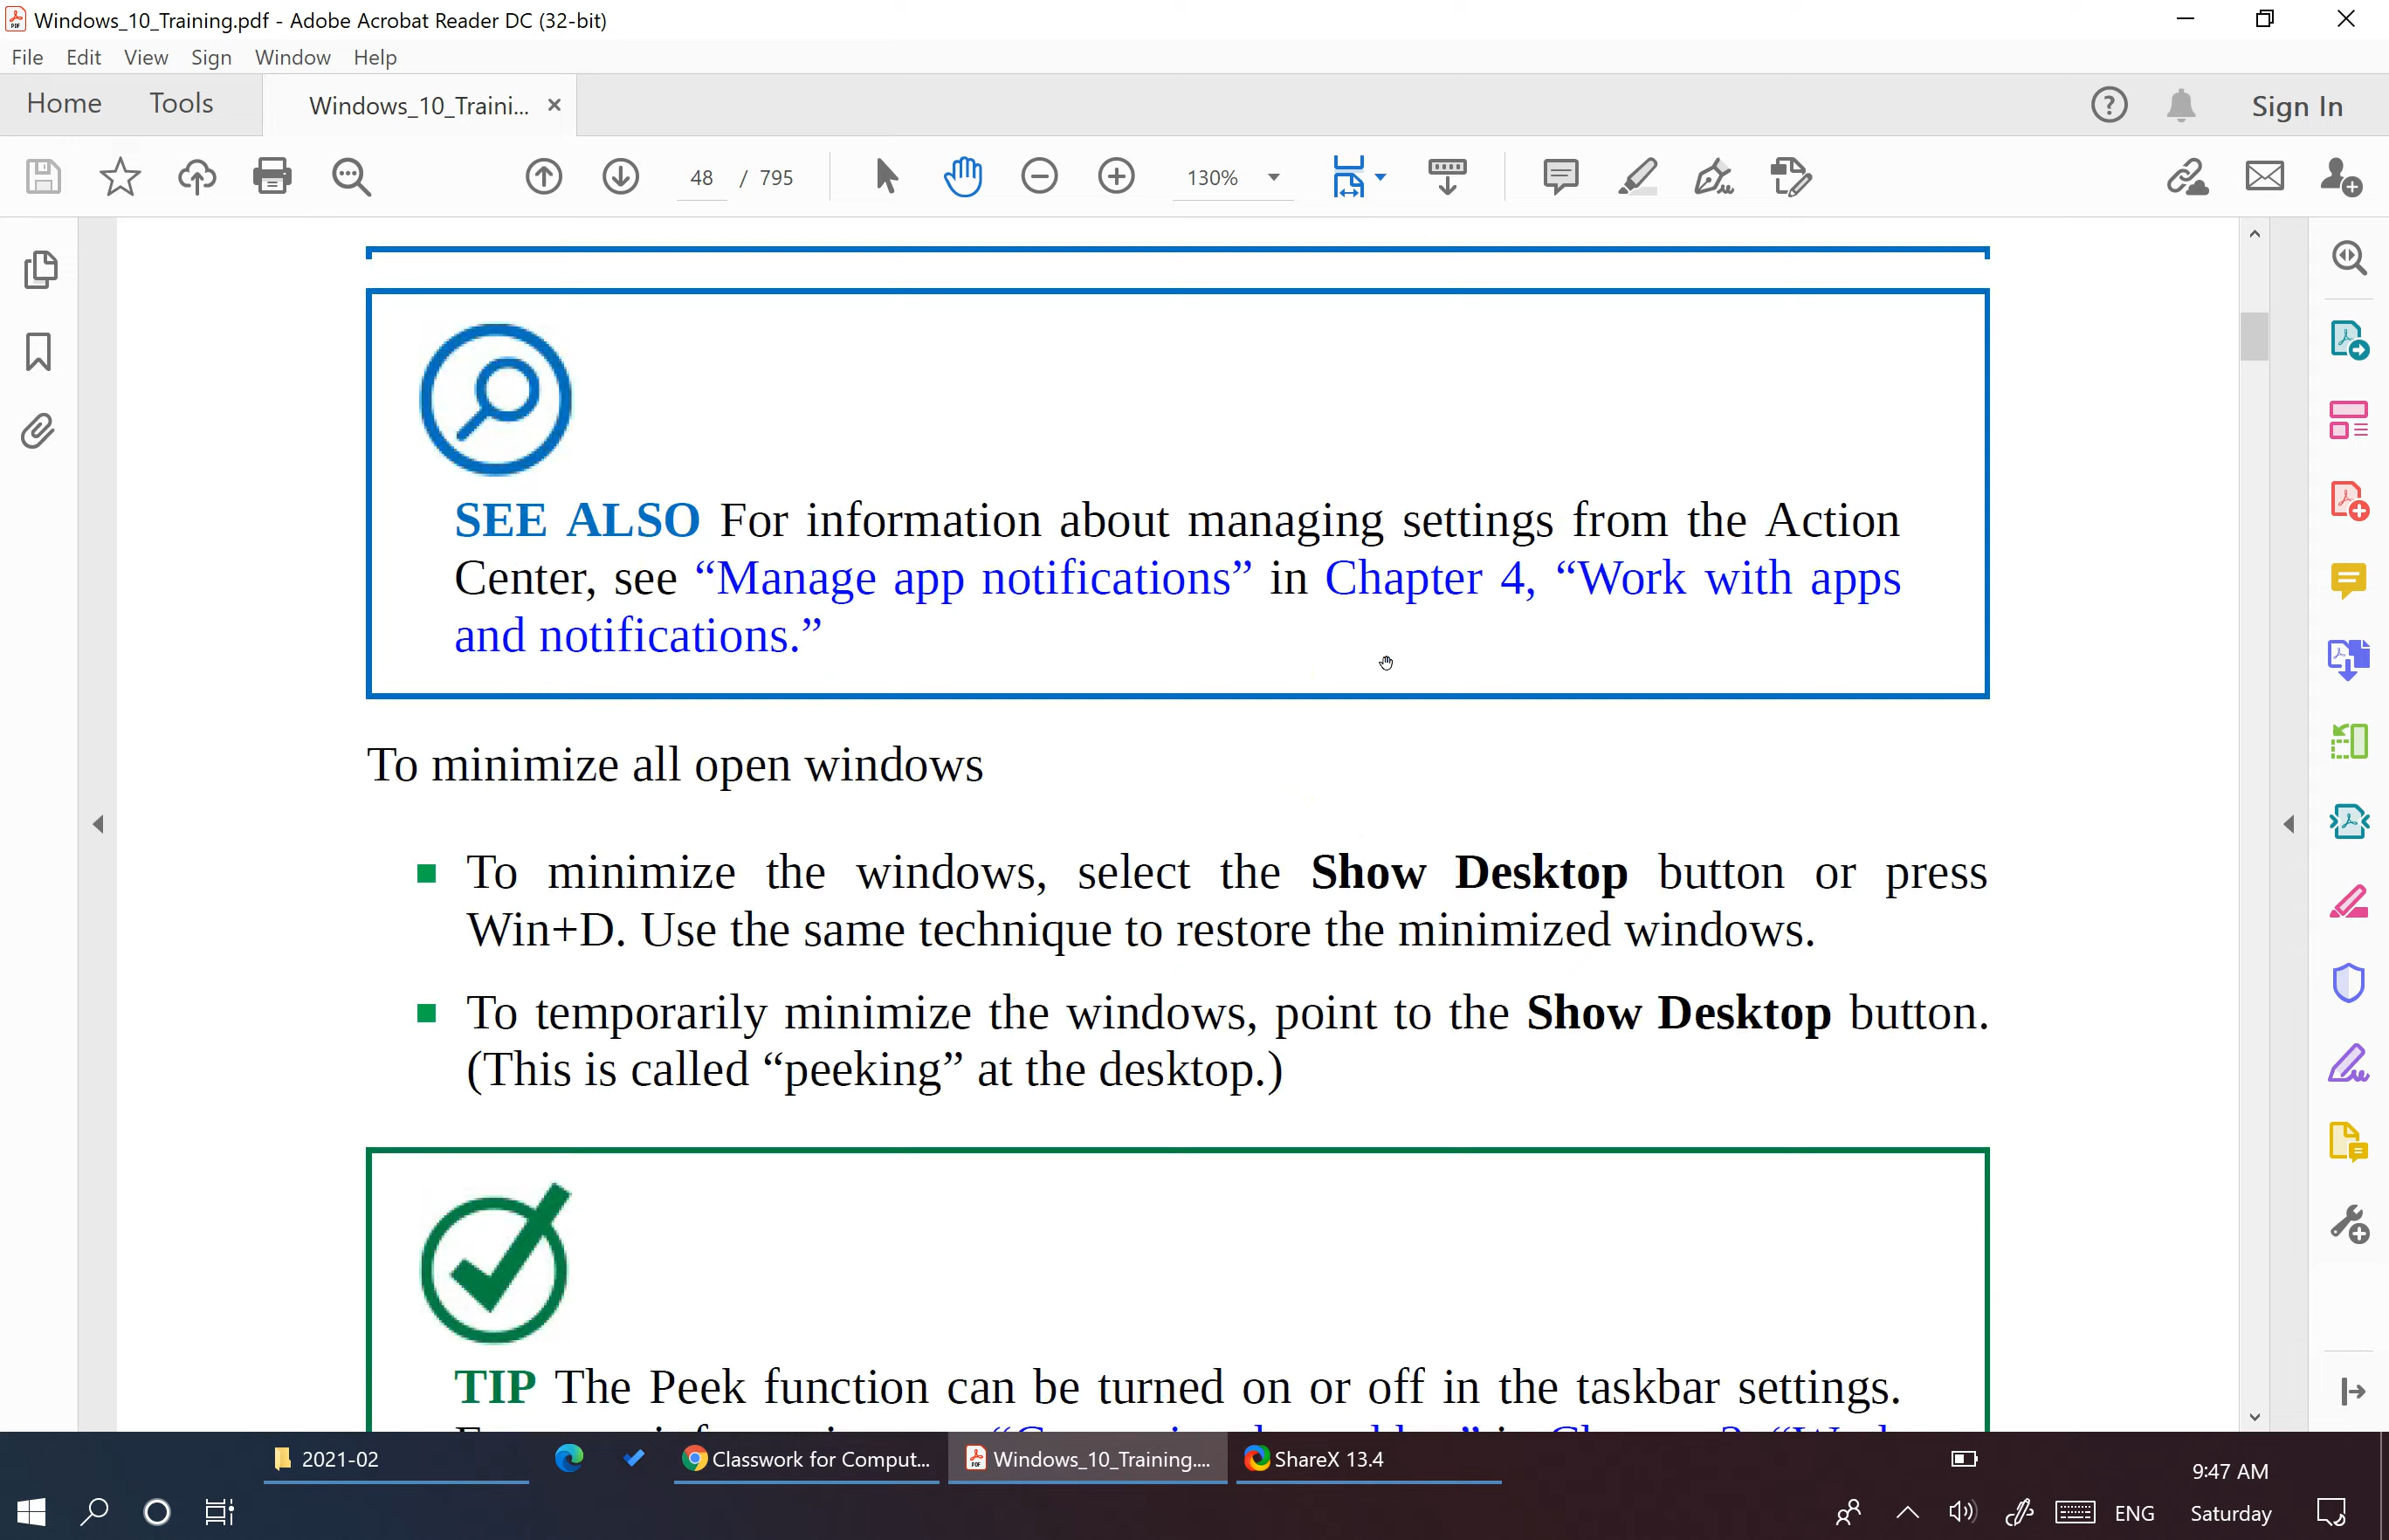 Windows_10_Training.pdf - Adobe Acrobat Reader DC (32-bit)
File Edit View Sign Window Help
Home Tools Windows_10_Traini... Sign In
48 / 795 130%
SEE ALSO For information about managing settings from the Action
Center, see “Manage app notifications” in Chapter 4, “Work with apps
and notifications.”
To minimize all open windows
To minimize the windows, select the Show Desktop button or press
Win+D. Use the same technique to restore the minimized windows.
To temporarily minimize the windows, point to the Show Desktop button.
(This is called “peeking” at the desktop.)
TIP The Peek function can be turned on or off in the taskbar settings.
2021-02 Classwork for Comput... Windows_10_Training.... ShareX 13.4
9:47 AM
ENG Saturday